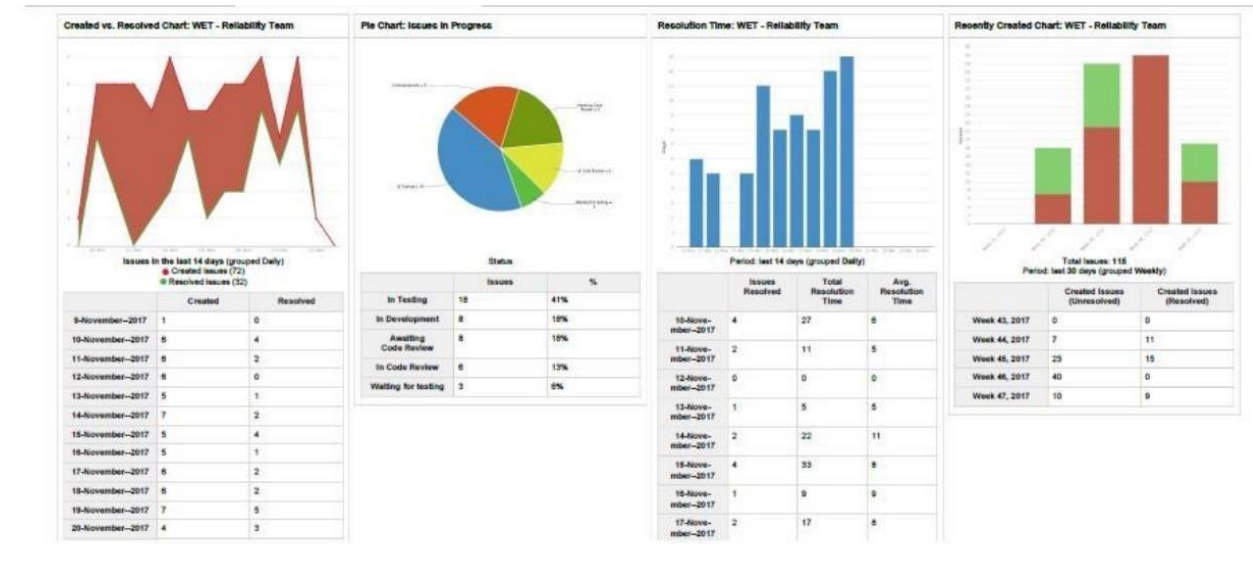 Created vs. Resolved Chart: WET - Reliability Team
Issues in the last 14 days (grouped Daily)
Created Issues (72)
Resolved Issues (32)
Created Resolved
9-November--2017 1 0
10-November--2017 6 4
11-November--2017 6 2
12-November--2017 6 0
13-November--2017 5 1
14-November--2017 7 2
15-November--2017 5 4
16-November--2017 5 1
17-November--2017 6 2
18-November--2017 6 2
19-November--2017 7 5
20-November--2017 4 3
Pie Chart: Issues In Progress
Status
Issues %
In Testing 18 41%
In Development 8 18%
Awaiting
Code Review 8 18%
In Code Review 6 13%
Waiting for testing 3 6%
Resolution Time: WET - Reliability Team
Days
Period: last 14 days (grouped Daily)
Issues
Resolved
Total
Resolution
Time
Avg.
Resolution
Time
10-Nove-
mber--2017 4 27 6
11-Nove-
mber--2017 2 11 5
12-Nove-
mber--2017 0 0 0
13-Nove-
mber--2017 1 5 5
14-Nove-
mber--2017 2 22 11
15-Nove-
mber--2017 4 33 8
16-Nove-
mber--2017 1 9 9
17-Nove-
mber--2017 2 17 8
Recently Created Chart: WET - Reliability Team
Total Issues: 115
Period: last 30 days (grouped Weekly)
Created Issues
(Unresolved)
Created Issues
(Resolved)
Week 43, 2017 0 0
Week 44, 2017 7 11
Week 45, 2017 23 15
Week 46, 2017 40 0
Week 47, 2017 10 9